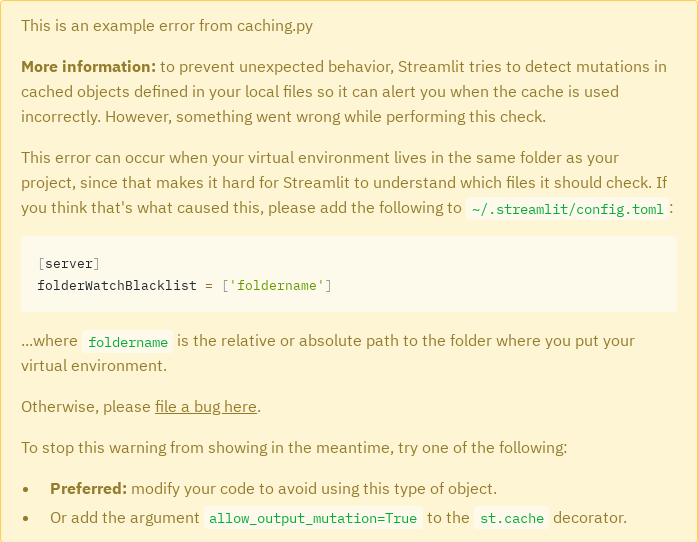 This is an example error from caching.py
More information: to prevent unexpected behavior, Streamlit tries to detect mutations in
cached objects defined in your local files so it can alert you when the cache is used
incorrectly. However, something went wrong while performing this check.
This error can occur when your virtual environment lives in the same folder as your
project, since that makes it hard for Streamlit to understand which files it should check. If
you think that's what caused this, please add the following to ~/.streamlit/config.toml :
[server]
folderWatchBlacklist = ['foldername']
...where foldername is the relative or absolute path to the folder where you put your
virtual environment.
Otherwise, please file a bug here.
To stop this warning from showing in the meantime, try one of the following:
• Preferred: modify your code to avoid using this type of object.
• Or add the argument allow_output_mutation=True to the st.cache decorator.